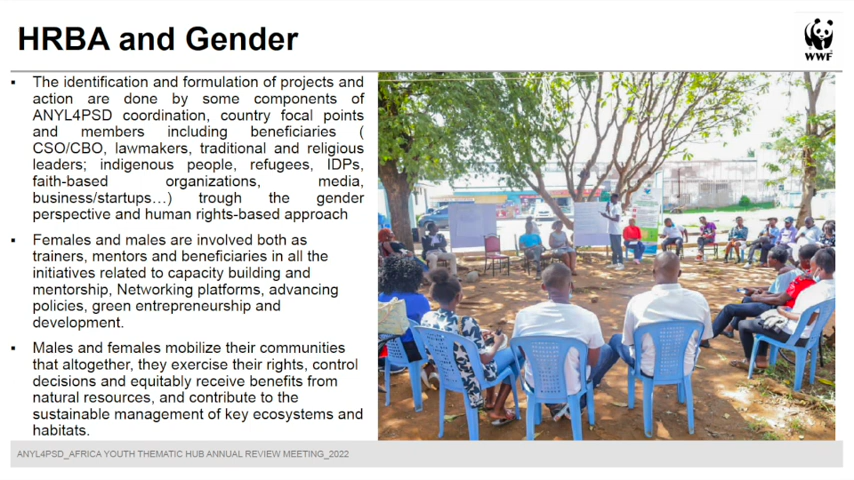 HRBA and Gender
WWF
▪ The identification and formulation of projects and
action are done by some components of
ANYL4PSD coordination, country focal points
and members including beneficiaries (
CSO/CBO, lawmakers, traditional and religious
leaders; indigenous people, refugees, IDPs,
faith-based organizations, media,
business/startups…) trough the gender
perspective and human rights-based approach
▪ Females and males are involved both as
trainers, mentors and beneficiaries in all the
initiatives related to capacity building and
mentorship, Networking platforms, advancing
policies, green entrepreneurship and
development.
▪ Males and females mobilize their communities
that altogether, they exercise their rights, control
decisions and equitably receive benefits from
natural resources, and contribute to the
sustainable management of key ecosystems and
habitats.
ANYL4PSD_AFRICA YOUTH THEMATIC HUB ANNUAL REVIEW MEETING_2022